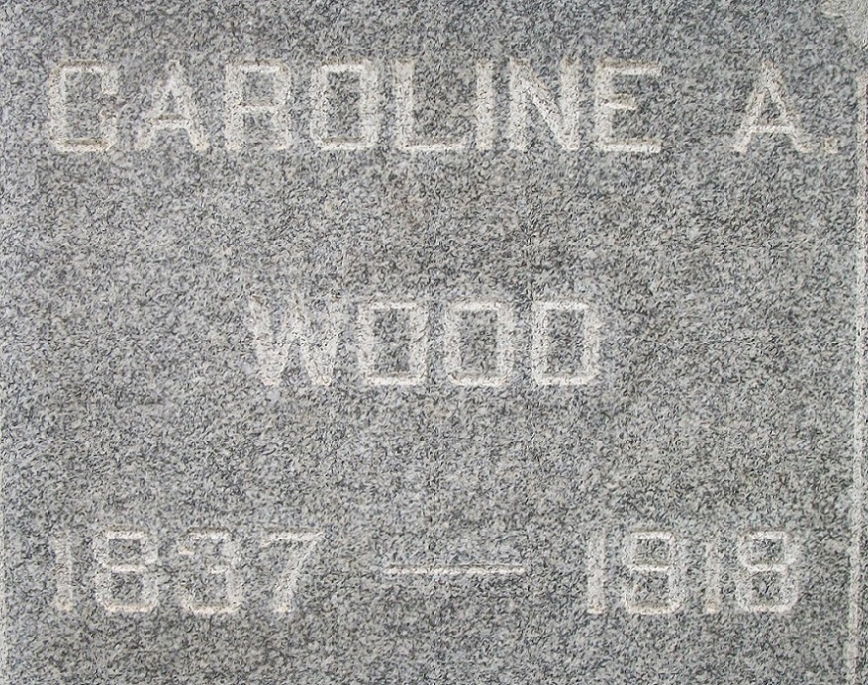 CAROLINE A.
WOOD
1837 — 1918